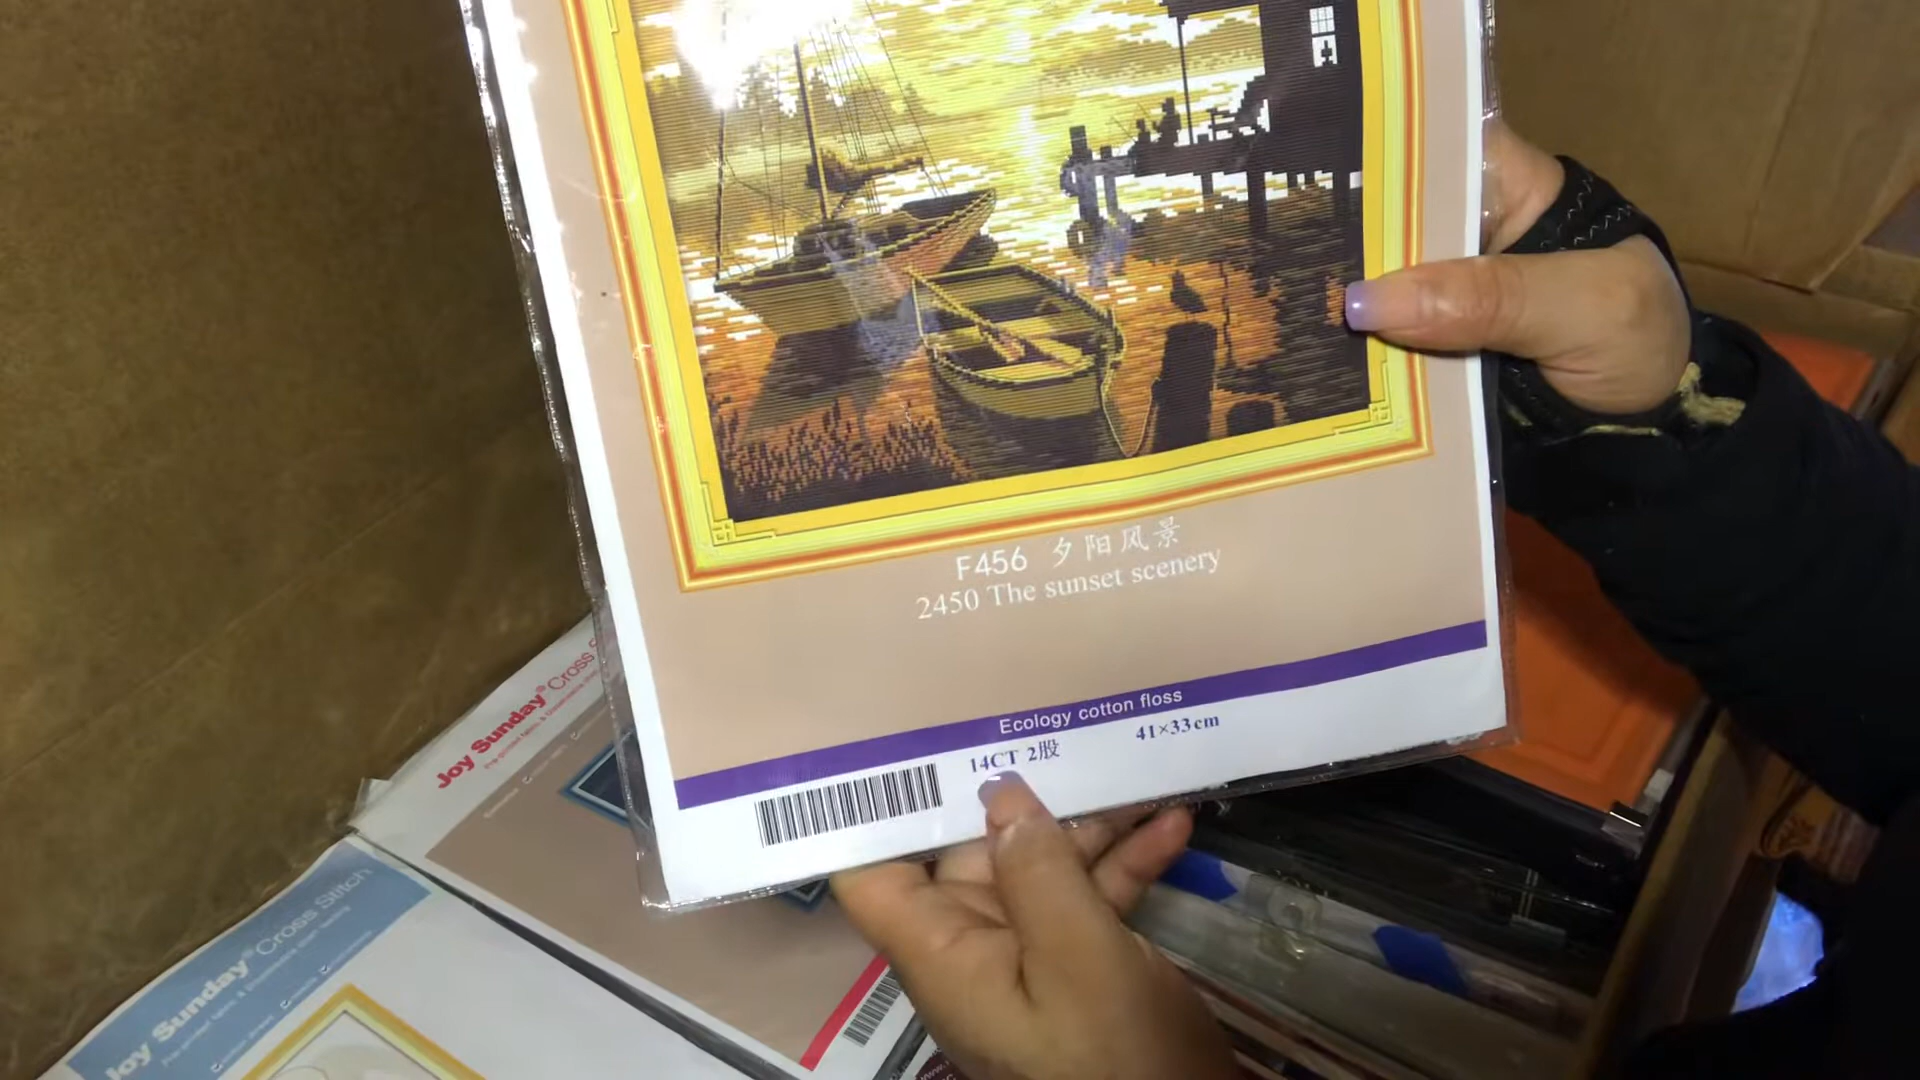 F456 夕阳风景
2450 The sunset scenery
Ecology cotton floss
14CT 2股 41×33cm
Joy Sunday® Cross S
Joy Sunday® Cross Stitch